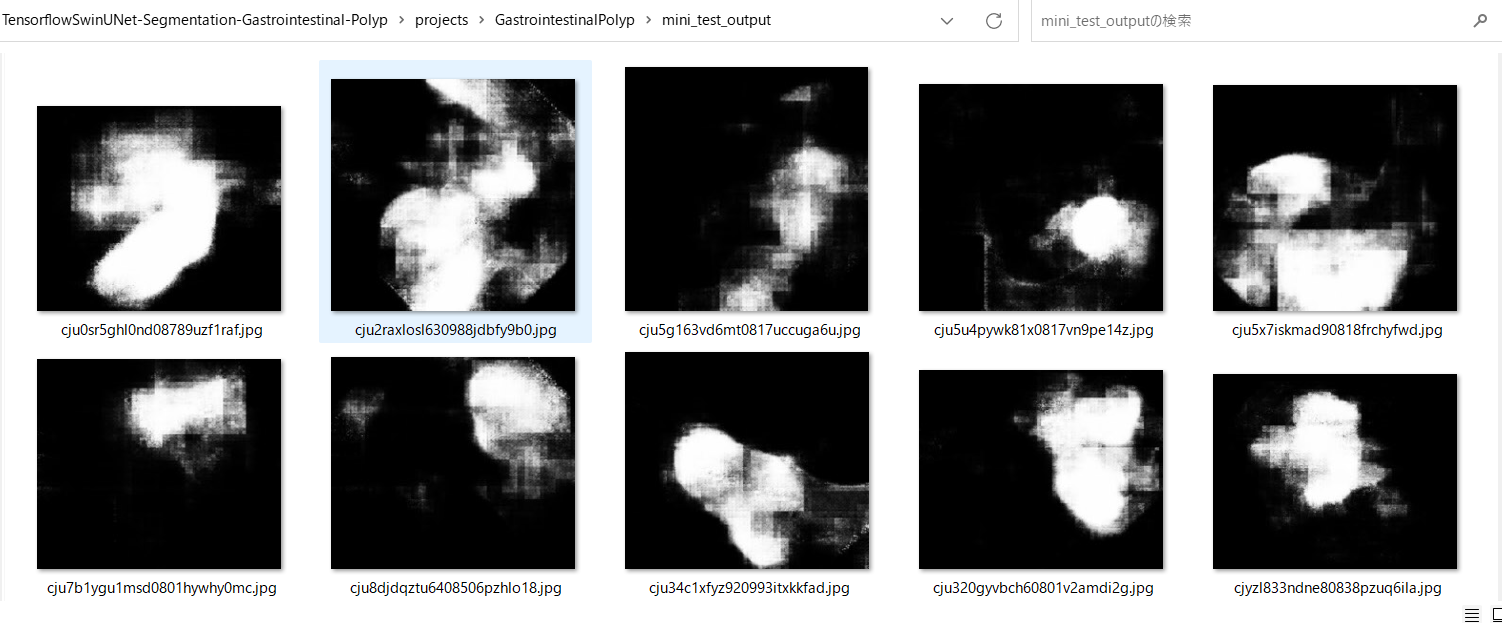 TensorflowSwinUNet-Segmentation-Gastrointestinal-Polyp > projects > GastrointestinalPolyp > mini_test_output
mini_test_outputの検索
cju0sr5ghl0nd08789uzf1raf.jpg
cju2raxlosl630988jdbfy9b0.jpg
cju5g163vd6mt0817uccuga6u.jpg
cju5u4pywk81x0817vn9pe14z.jpg
cju5x7iskmad90818frchyfwd.jpg
cju7b1ygu1msd0801hywhy0mc.jpg
cju8djdqztu6408506pzhlo18.jpg
cju34c1xfyz920993itxkkfad.jpg
cju320gyvbch60801v2amdi2g.jpg
cjyzl833ndne80838pzuq6ila.jpg